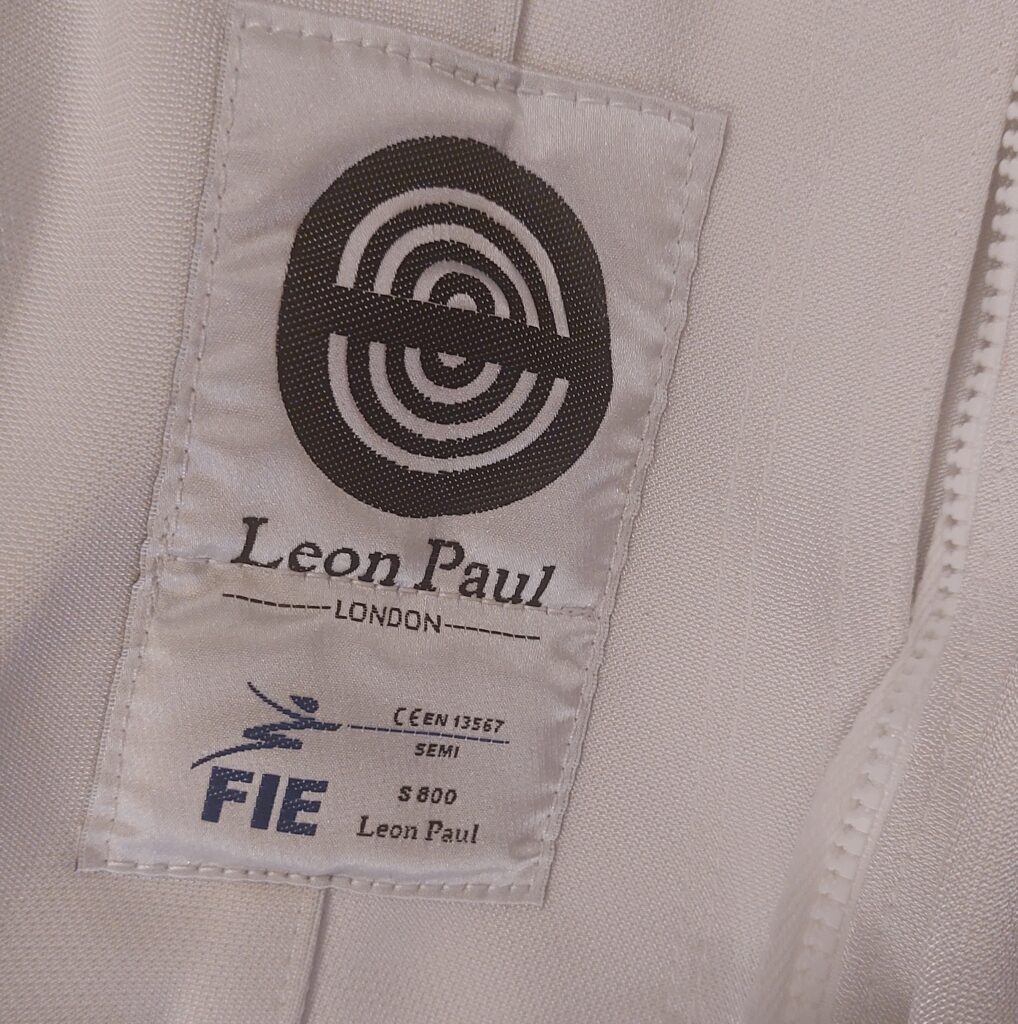 Leon Paul
LONDON
CE EN 13567
SEMI
FIE
S 800
Leon Paul